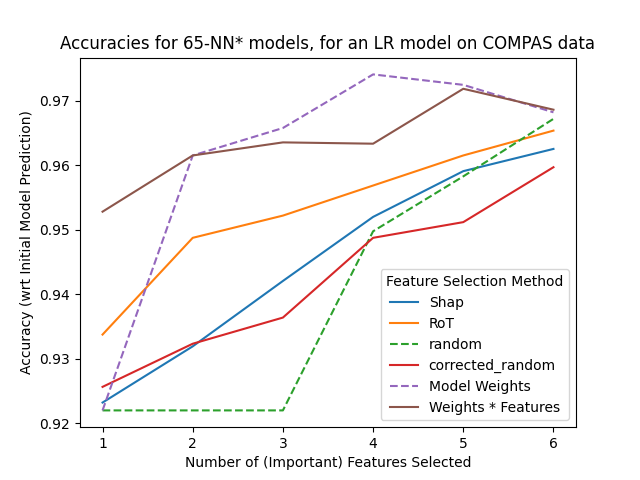 Accuracies for 65-NN* models, for an LR model on COMPAS data
Accuracy (wrt Initial Model Prediction)
0.97
0.96
0.95
0.94
0.93
0.92
Feature Selection Method
Shap
RoT
random
corrected_random
Model Weights
Weights * Features
1 2 3 4 5 6
Number of (Important) Features Selected